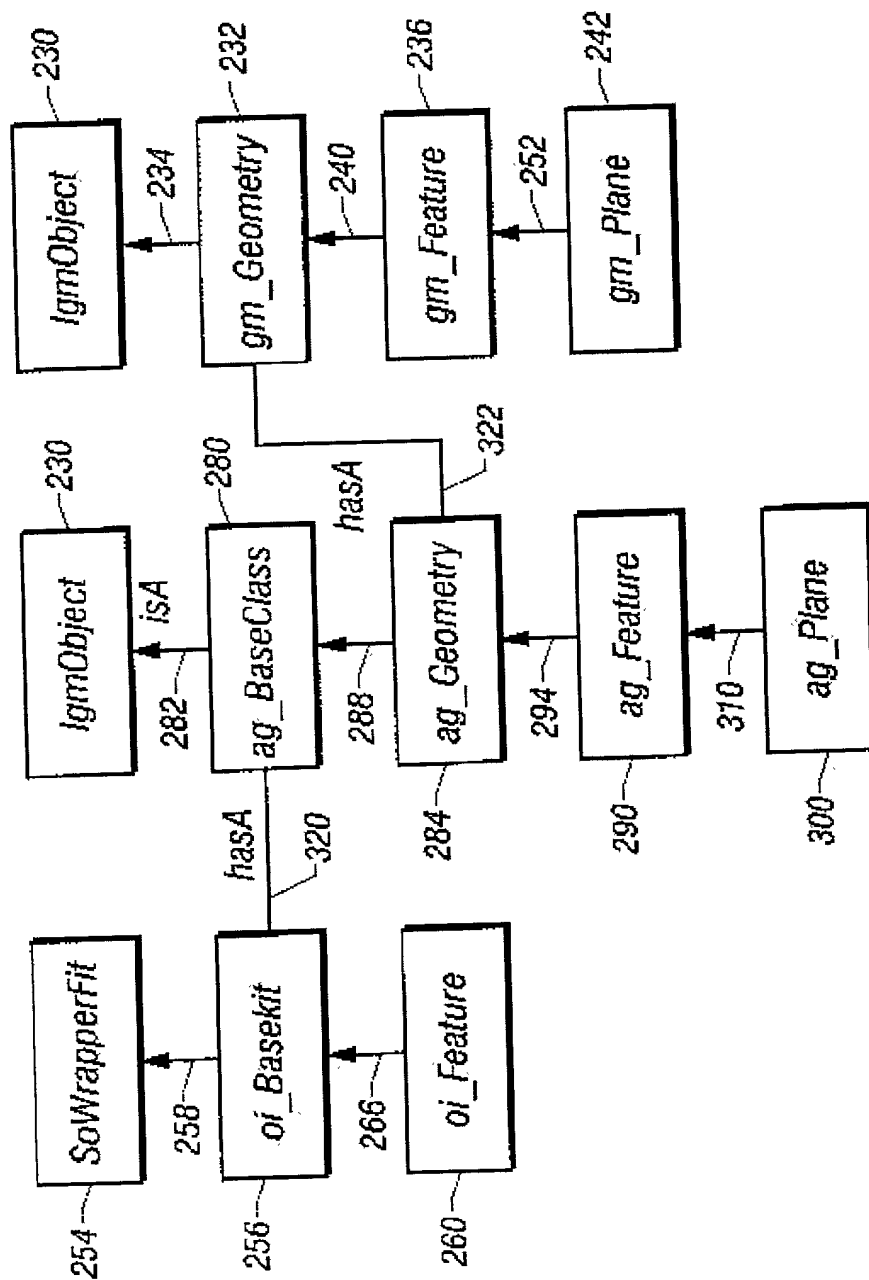 254
SoWrapperFit
258
256
oi_Basekit
266
260
oi_Feature
hasA
320
IgmObject
230
isA
282
280
ag_BaseClass
288
284
ag_Geometry
294
290
ag_Feature
310
300
ag_Plane
hasA
322
IgmObject
230
234
gm_Geometry
232
240
gm_Feature
236
252
gm_Plane
242